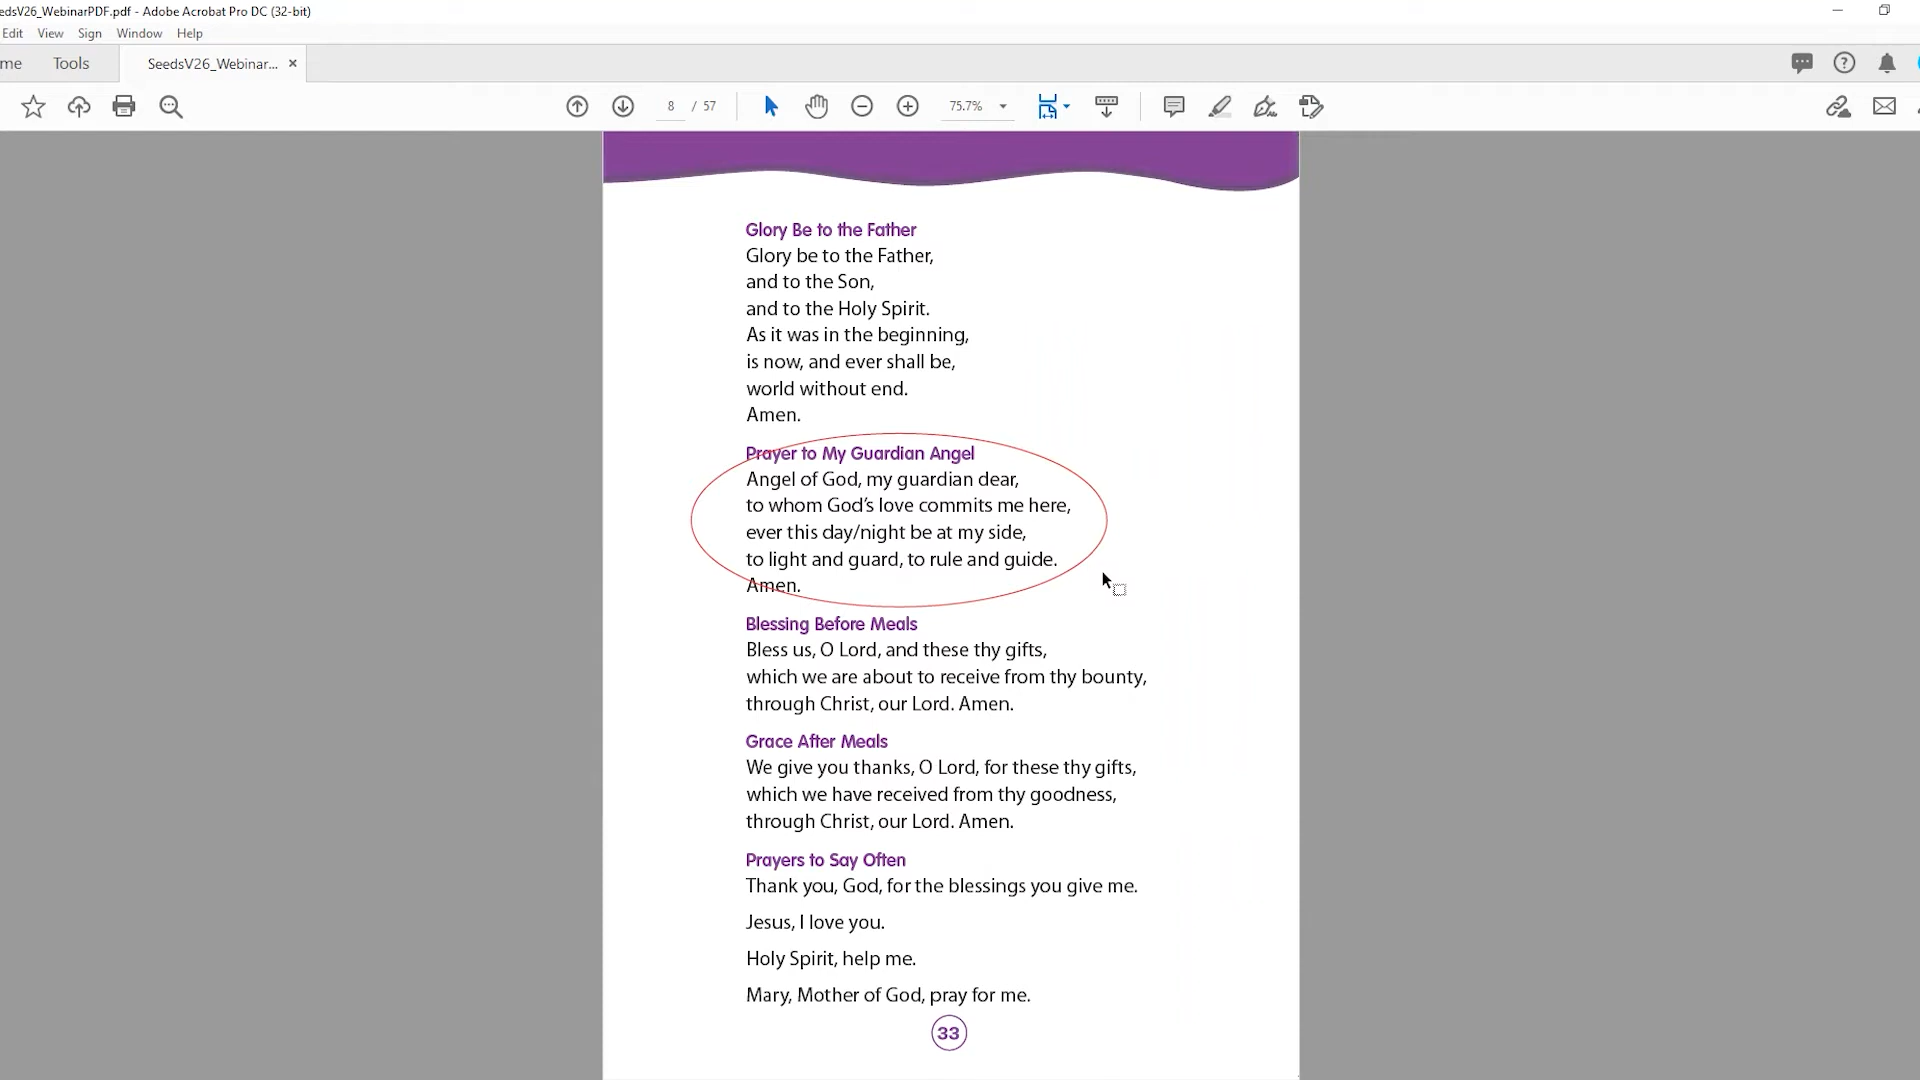 edsV26_WebinarPDF.pdf - Adobe Acrobat Pro DC (32-bit)
Edit View Sign Window Help
me Tools SeedsV26_Webinar... ×
8 / 57 75.7%
Glory Be to the Father
Glory be to the Father,
and to the Son,
and to the Holy Spirit.
As it was in the beginning,
is now, and ever shall be,
world without end.
Amen.
Prayer to My Guardian Angel
Angel of God, my guardian dear,
to whom God’s love commits me here,
ever this day/night be at my side,
to light and guard, to rule and guide.
Amen.
Blessing Before Meals
Bless us, O Lord, and these thy gifts,
which we are about to receive from thy bounty,
through Christ, our Lord. Amen.
Grace After Meals
We give you thanks, O Lord, for these thy gifts,
which we have received from thy goodness,
through Christ, our Lord. Amen.
Prayers to Say Often
Thank you, God, for the blessings you give me.
Jesus, I love you.
Holy Spirit, help me.
Mary, Mother of God, pray for me.
33